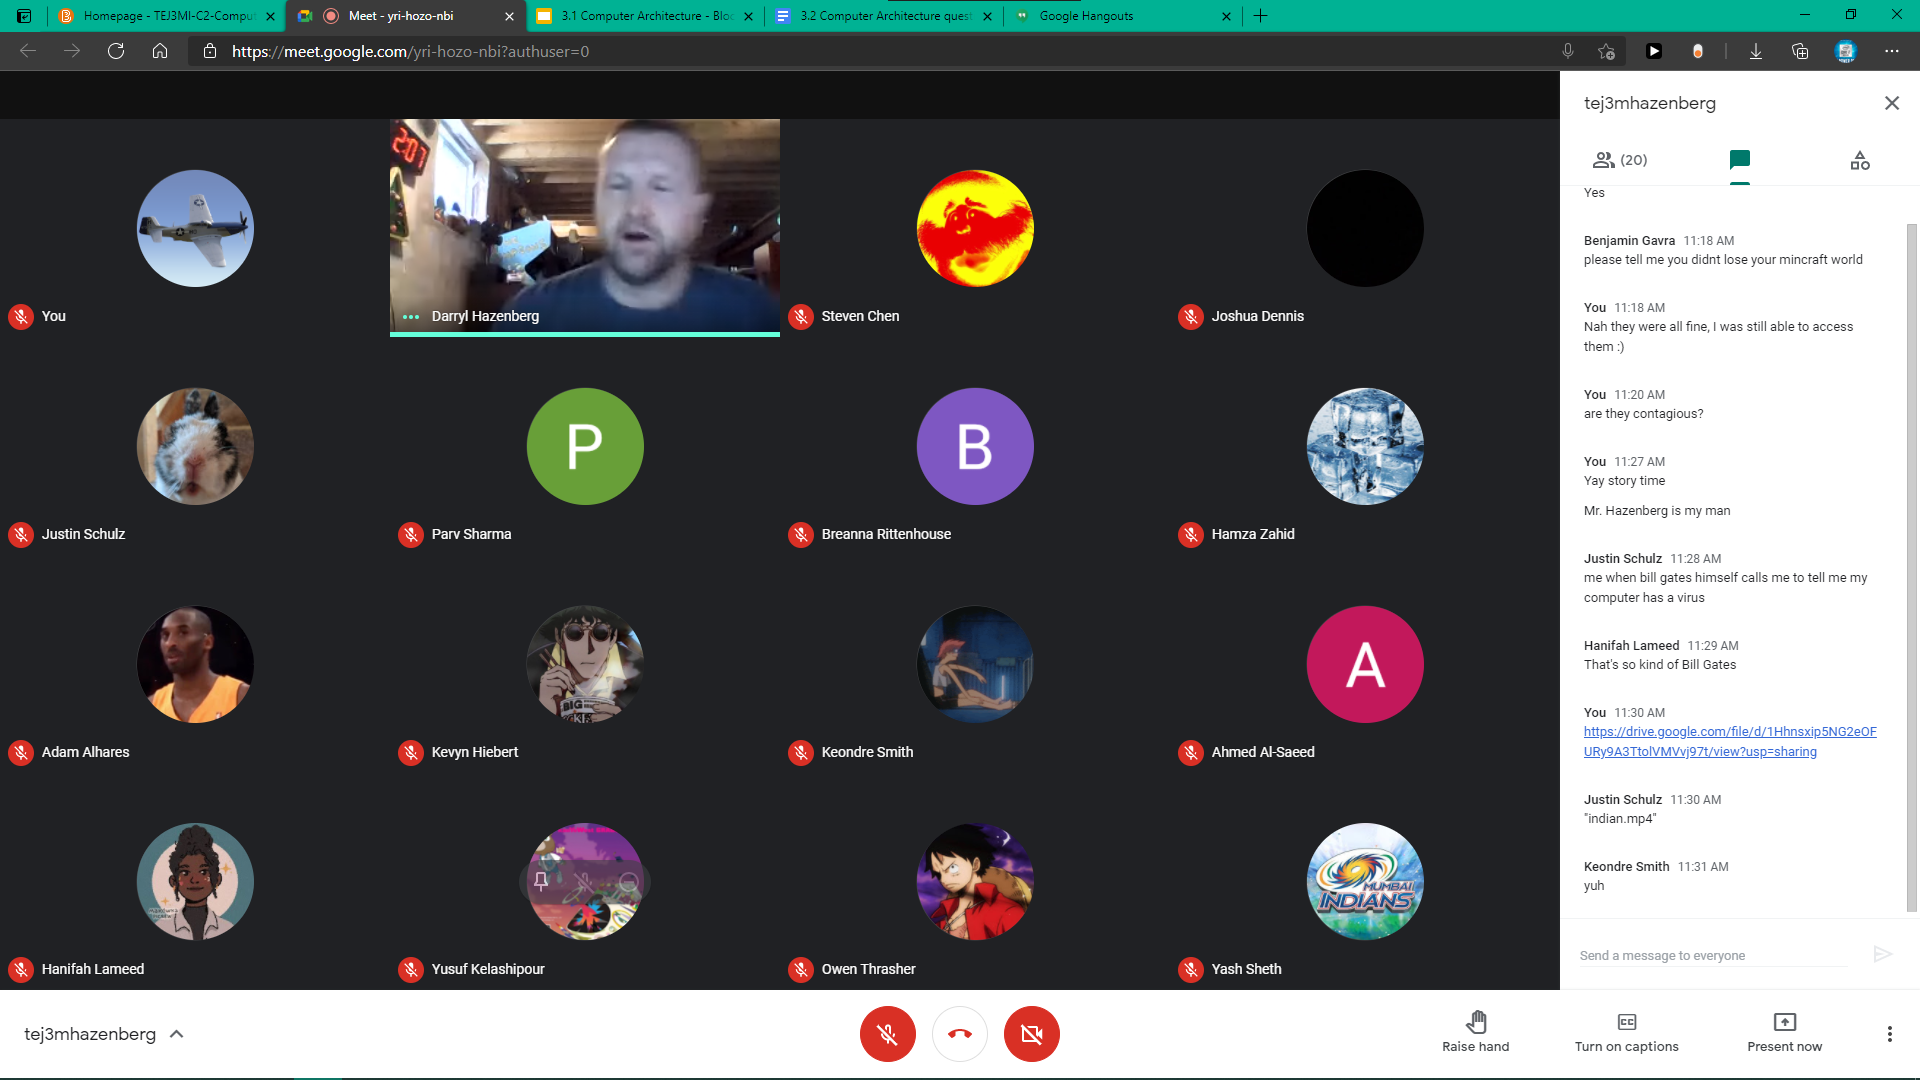 Homepage - TEJ3MI-C2-Comput
Meet - yri-hozo-nbi
3.1 Computer Architecture - Bloc
3.2 Computer Architecture quest
Google Hangouts
https://meet.google.com/yri-hozo-nbi?authuser=0
tej3mhazenberg
(20)
Yes
Benjamin Gavra 11:18 AM
please tell me you didnt lose your mincraft world
You 11:18 AM
Nah they were all fine, I was still able to access
them :)
You 11:20 AM
are they contagious?
You 11:27 AM
Yay story time
Mr. Hazenberg is my man
Justin Schulz 11:28 AM
me when bill gates himself calls me to tell me my
computer has a virus
Hanifah Lameed 11:29 AM
That's so kind of Bill Gates
You 11:30 AM
https://drive.google.com/file/d/1Hhnsxip5NG2eOF
URy9A3TtolVMVvj97t/view?usp=sharing
Justin Schulz 11:30 AM
"indian.mp4"
Keondre Smith 11:31 AM
yuh
Send a message to everyone
2:07
You
Darryl Hazenberg
Steven Chen
Joshua Dennis
P
B
Justin Schulz
Parv Sharma
Breanna Rittenhouse
Hamza Zahid
BIG
A
Adam Alhares
Kevyn Hiebert
Keondre Smith
Ahmed Al-Saeed
MUMBAI
INDIANS
Hanifah Lameed
Yusuf Kelashipour
Owen Thrasher
Yash Sheth
tej3mhazenberg
Raise hand
Turn on captions
Present now